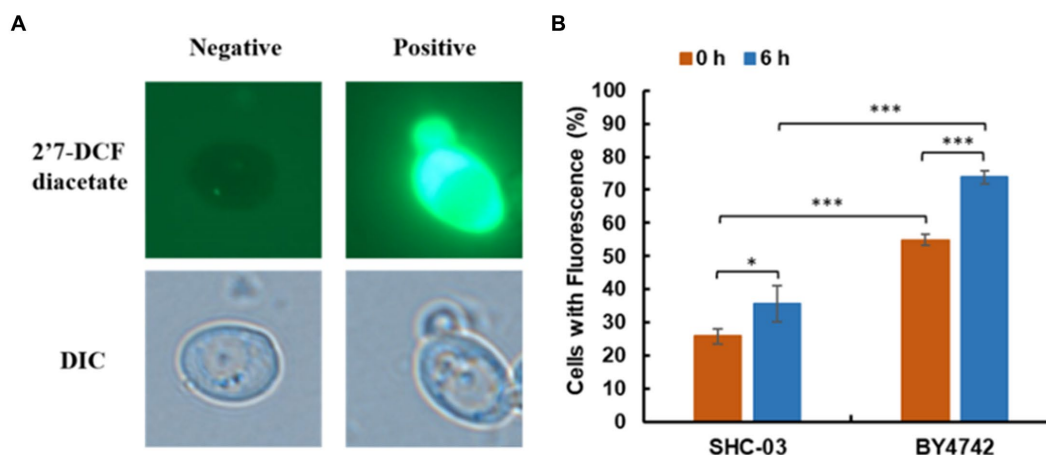 A
Negative
Positive
2'7-DCF
diacetate
DIC
B
0 h
6 h
Cells with Fluorescence (%)
100
90
80
70
60
50
40
30
20
10
0
***
***
***
*
SHC-03
BY4742